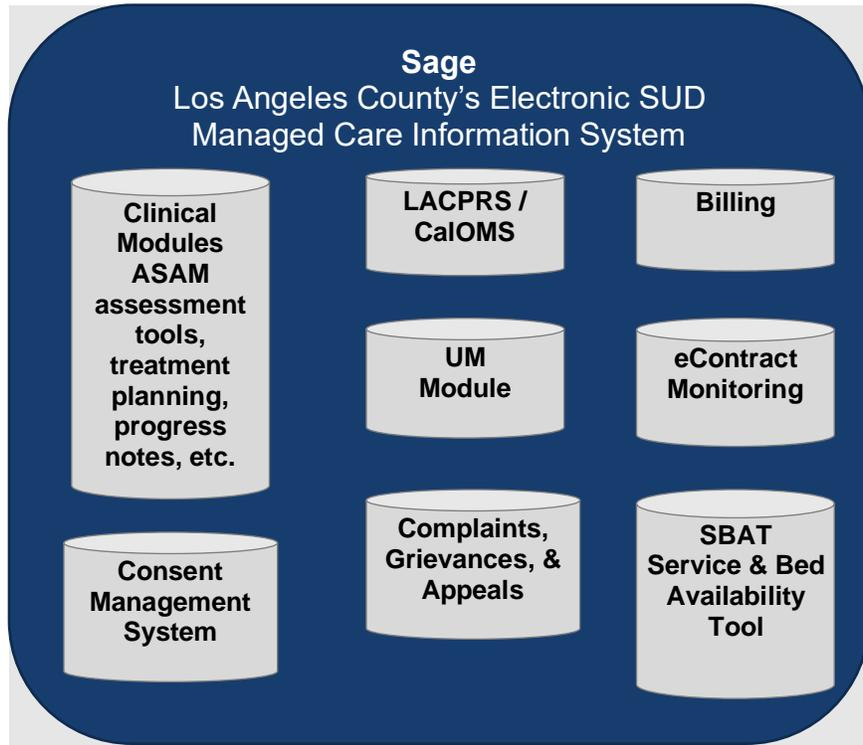 Sage
Los Angeles County’s Electronic SUD
Managed Care Information System
Clinical
Modules
ASAM
assessment
tools,
treatment
planning,
progress
notes, etc.
Consent
Management
System
LACPRS /
CalOMS
UM
Module
Complaints,
Grievances, &
Appeals
Billing
eContract
Monitoring
SBAT
Service & Bed
Availability
Tool